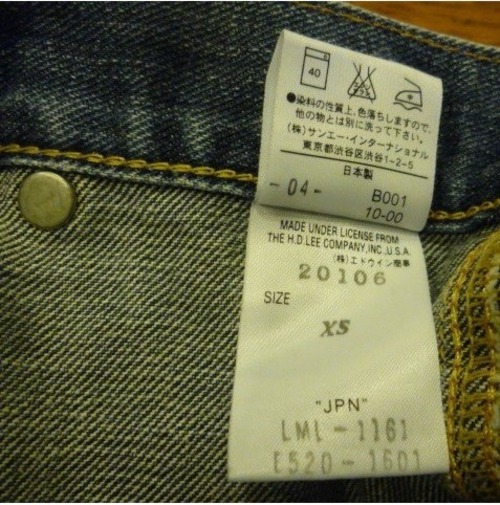 40
●染料の性質上、色落ちしますので、
他の物とは別に洗って下さい。
(株)サンエー・インターナショナル
東京都渋谷区渋谷1-2-5
日本製
-04- B001
10-00
MADE UNDER LICENSE FROM
THE H.D.LEE COMPANY,INC.,U.S.A.
(株)エドウイン商事
20106
SIZE
XS
"JPN"
LML-1161
E520-1601